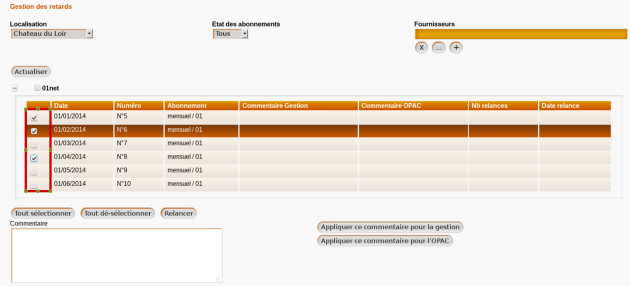 Gestion des retards
Localisation Etat des abonnements Fournisseurs
Chateau du Loir Tous
X ... +
Actualiser
01net
Date Numéro Abonnement Commentaire Gestion Commentaire OPAC Nb relances Date relance
01/01/2014 N°5 mensuel / 01
01/02/2014 N°6 mensuel / 01
01/03/2014 N°7 mensuel / 01
01/04/2014 N°8 mensuel / 01
01/05/2014 N°9 mensuel / 01
01/06/2014 N°10 mensuel / 01
Tout sélectionner Tout dé-sélectionner Relancer
Commentaire
Appliquer ce commentaire pour la gestion
Appliquer ce commentaire pour l'OPAC